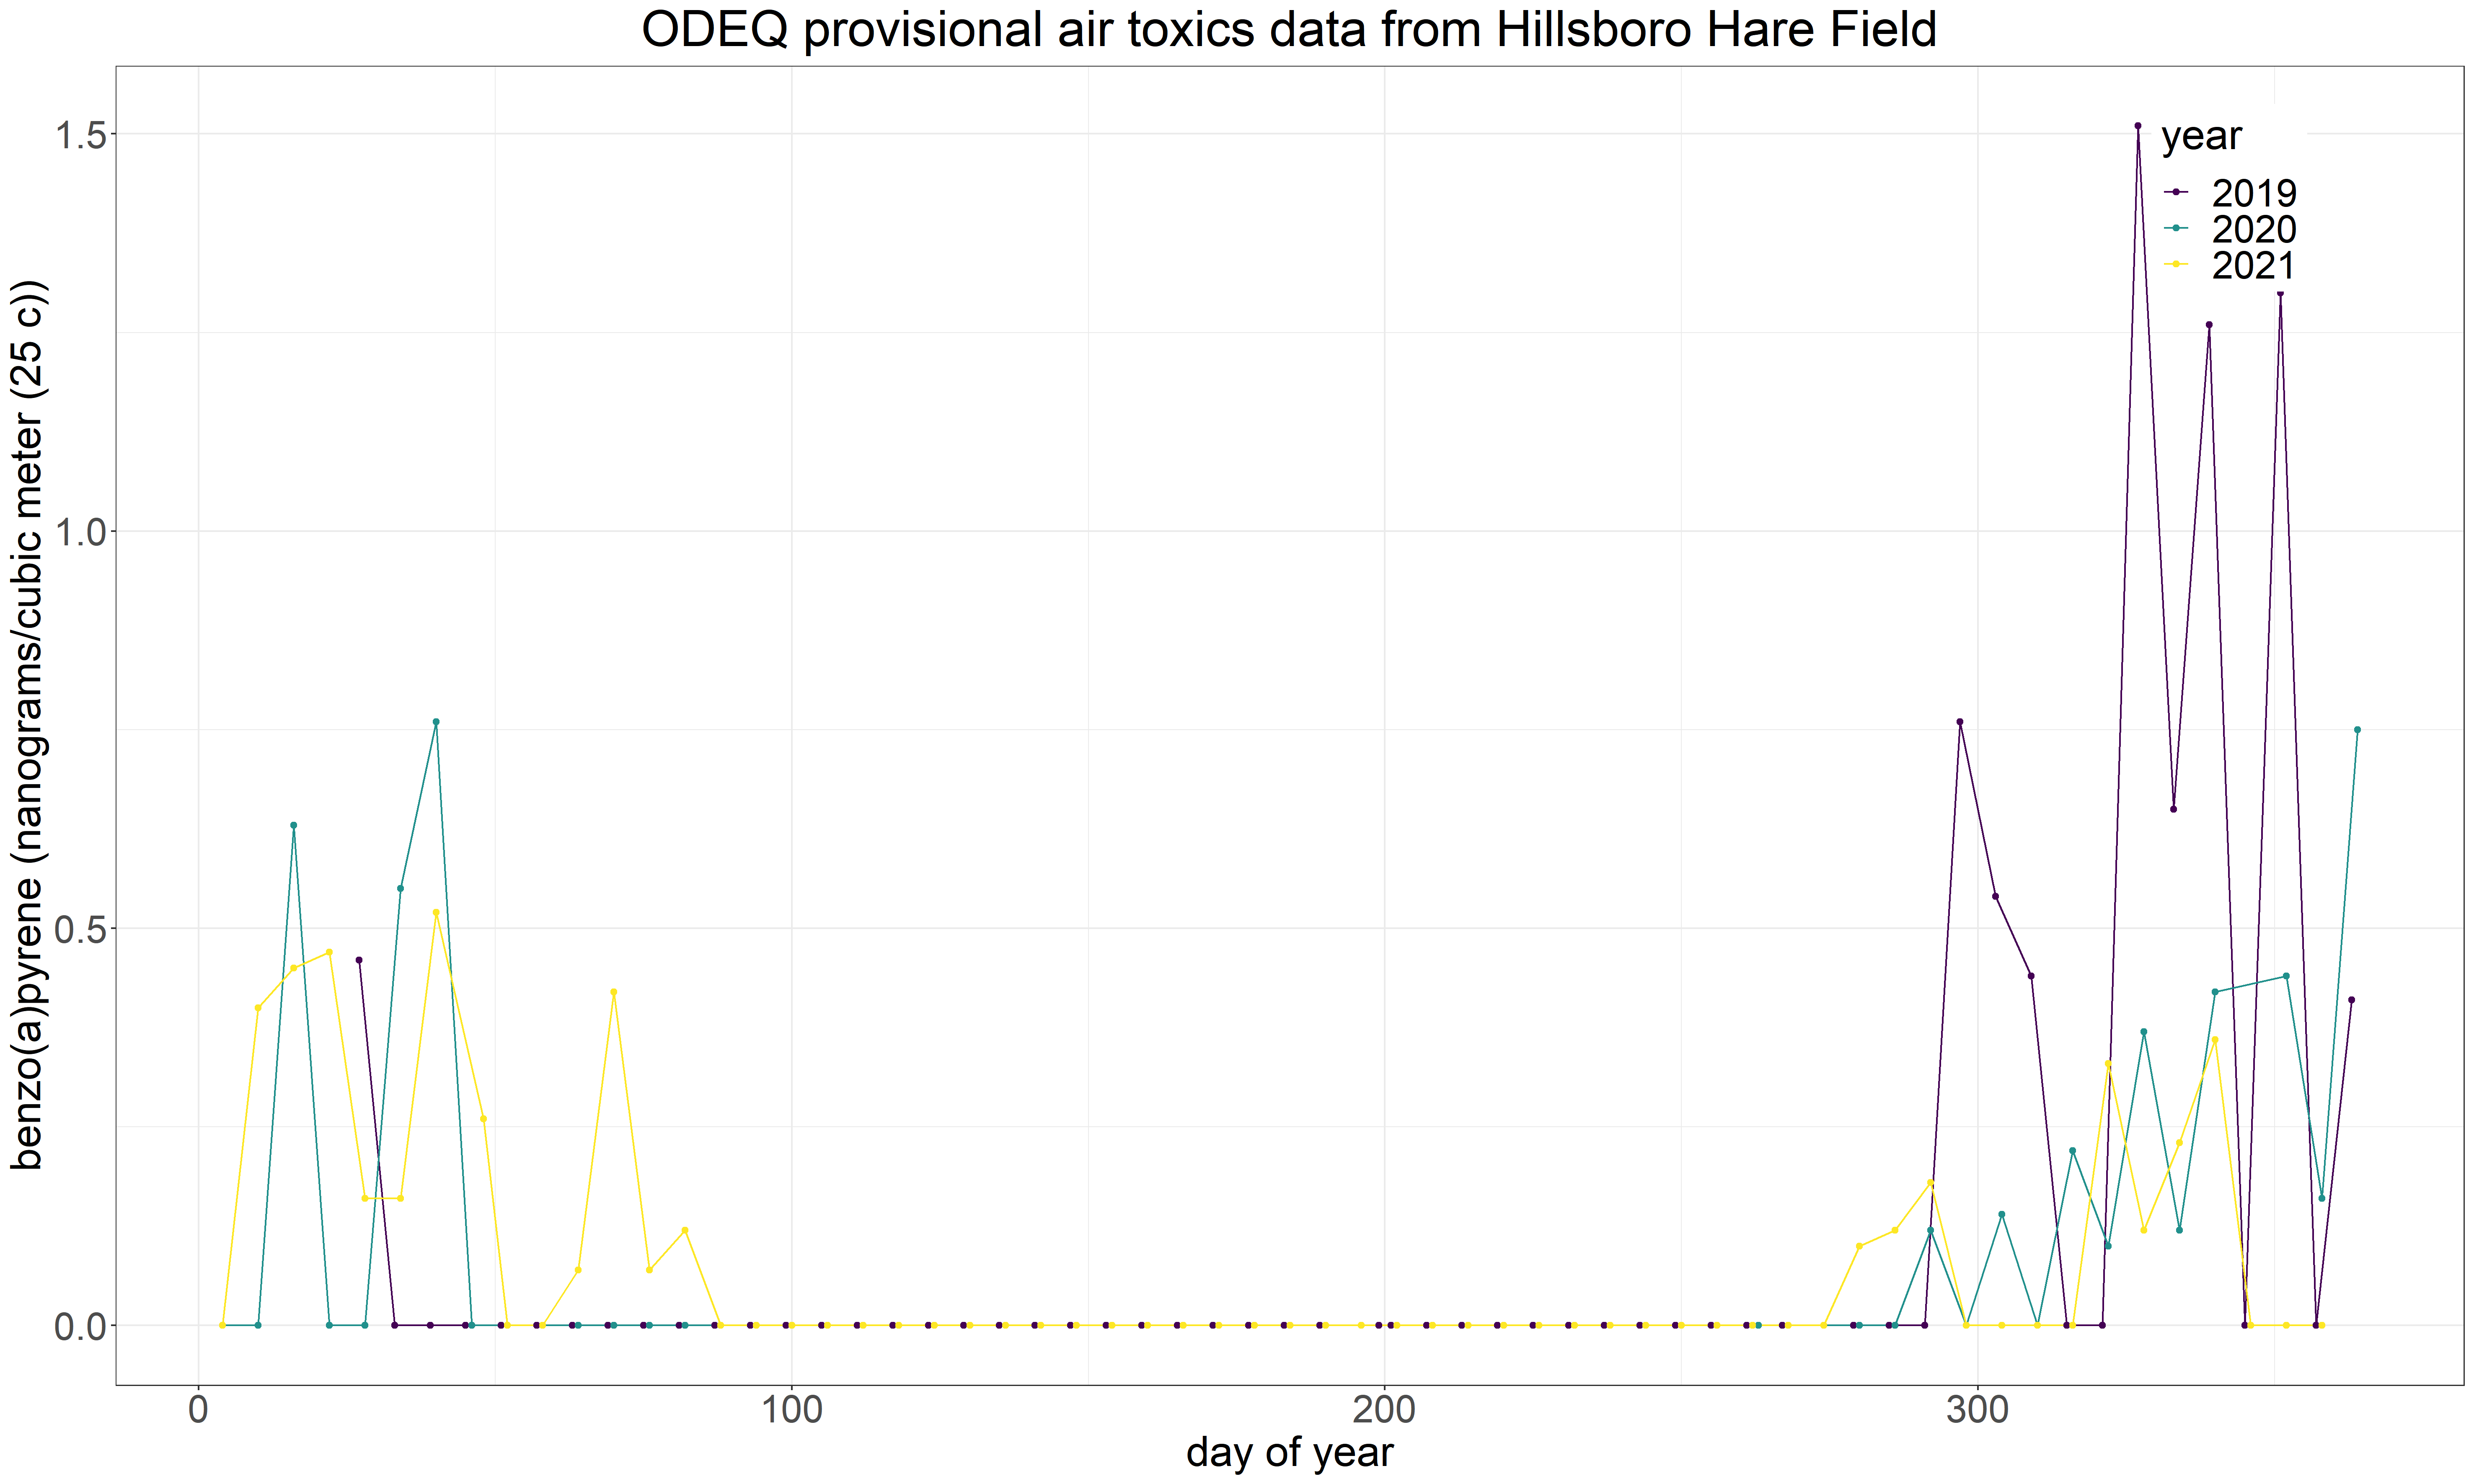 ODEQ provisional air toxics data from Hillsboro Hare Field
benzo(a)pyrene (nanograms/cubic meter (25 c))
1.5
1.0
0.5
0.0
year
2019
2020
2021
0 100 200 300
day of year